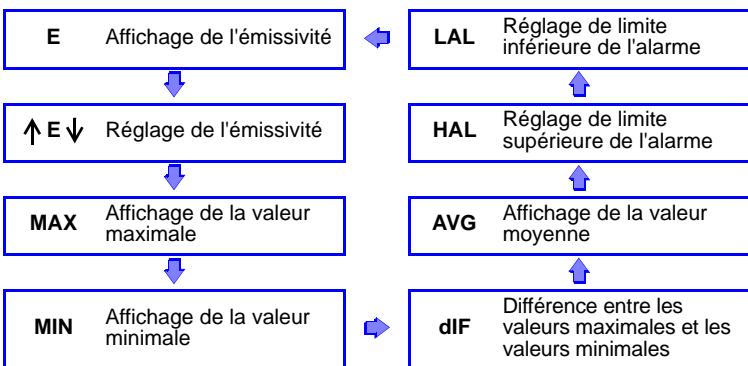 E Affichage de l'émissivité
↑ E ↓ Réglage de l'émissivité
MAX Affichage de la valeur
maximale
MIN Affichage de la valeur
minimale
LAL Réglage de limite
inférieure de l'alarme
HAL Réglage de limite
supérieure de l'alarme
AVG Affichage de la valeur
moyenne
dIF Différence entre les
valeurs maximales et les
valeurs minimales